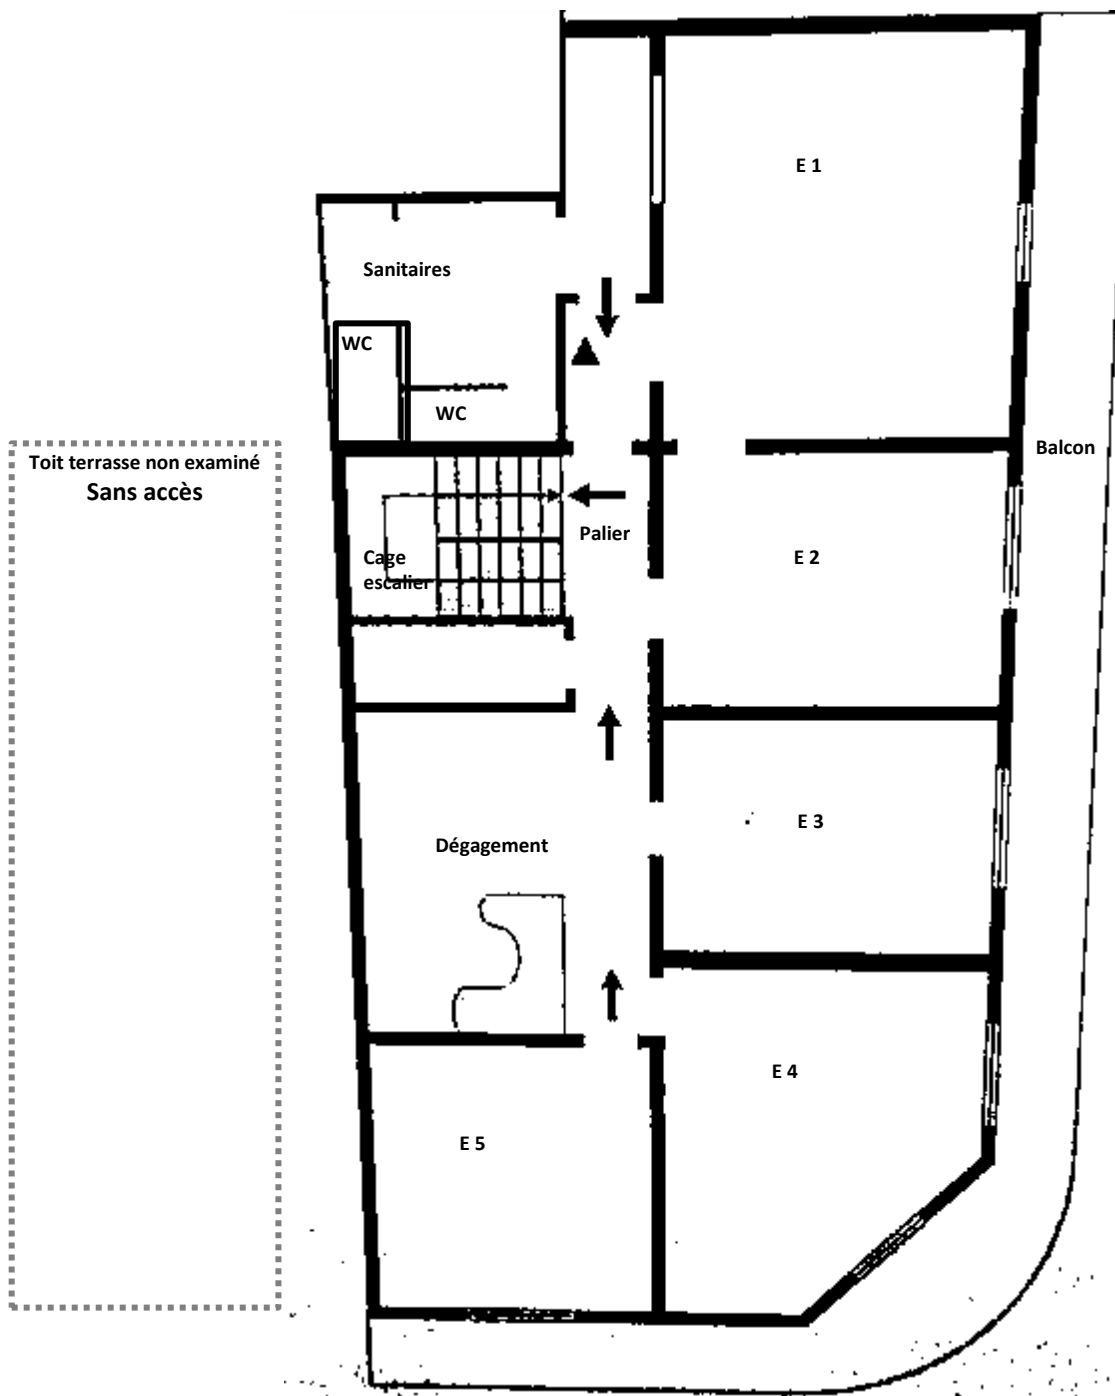 E 1
Sanitaires
WC
WC
Balcon
Toit terrasse non examiné
Sans accès
Palier
Cage
escalier
E 2
E 3
Dégagement
E 4
E 5